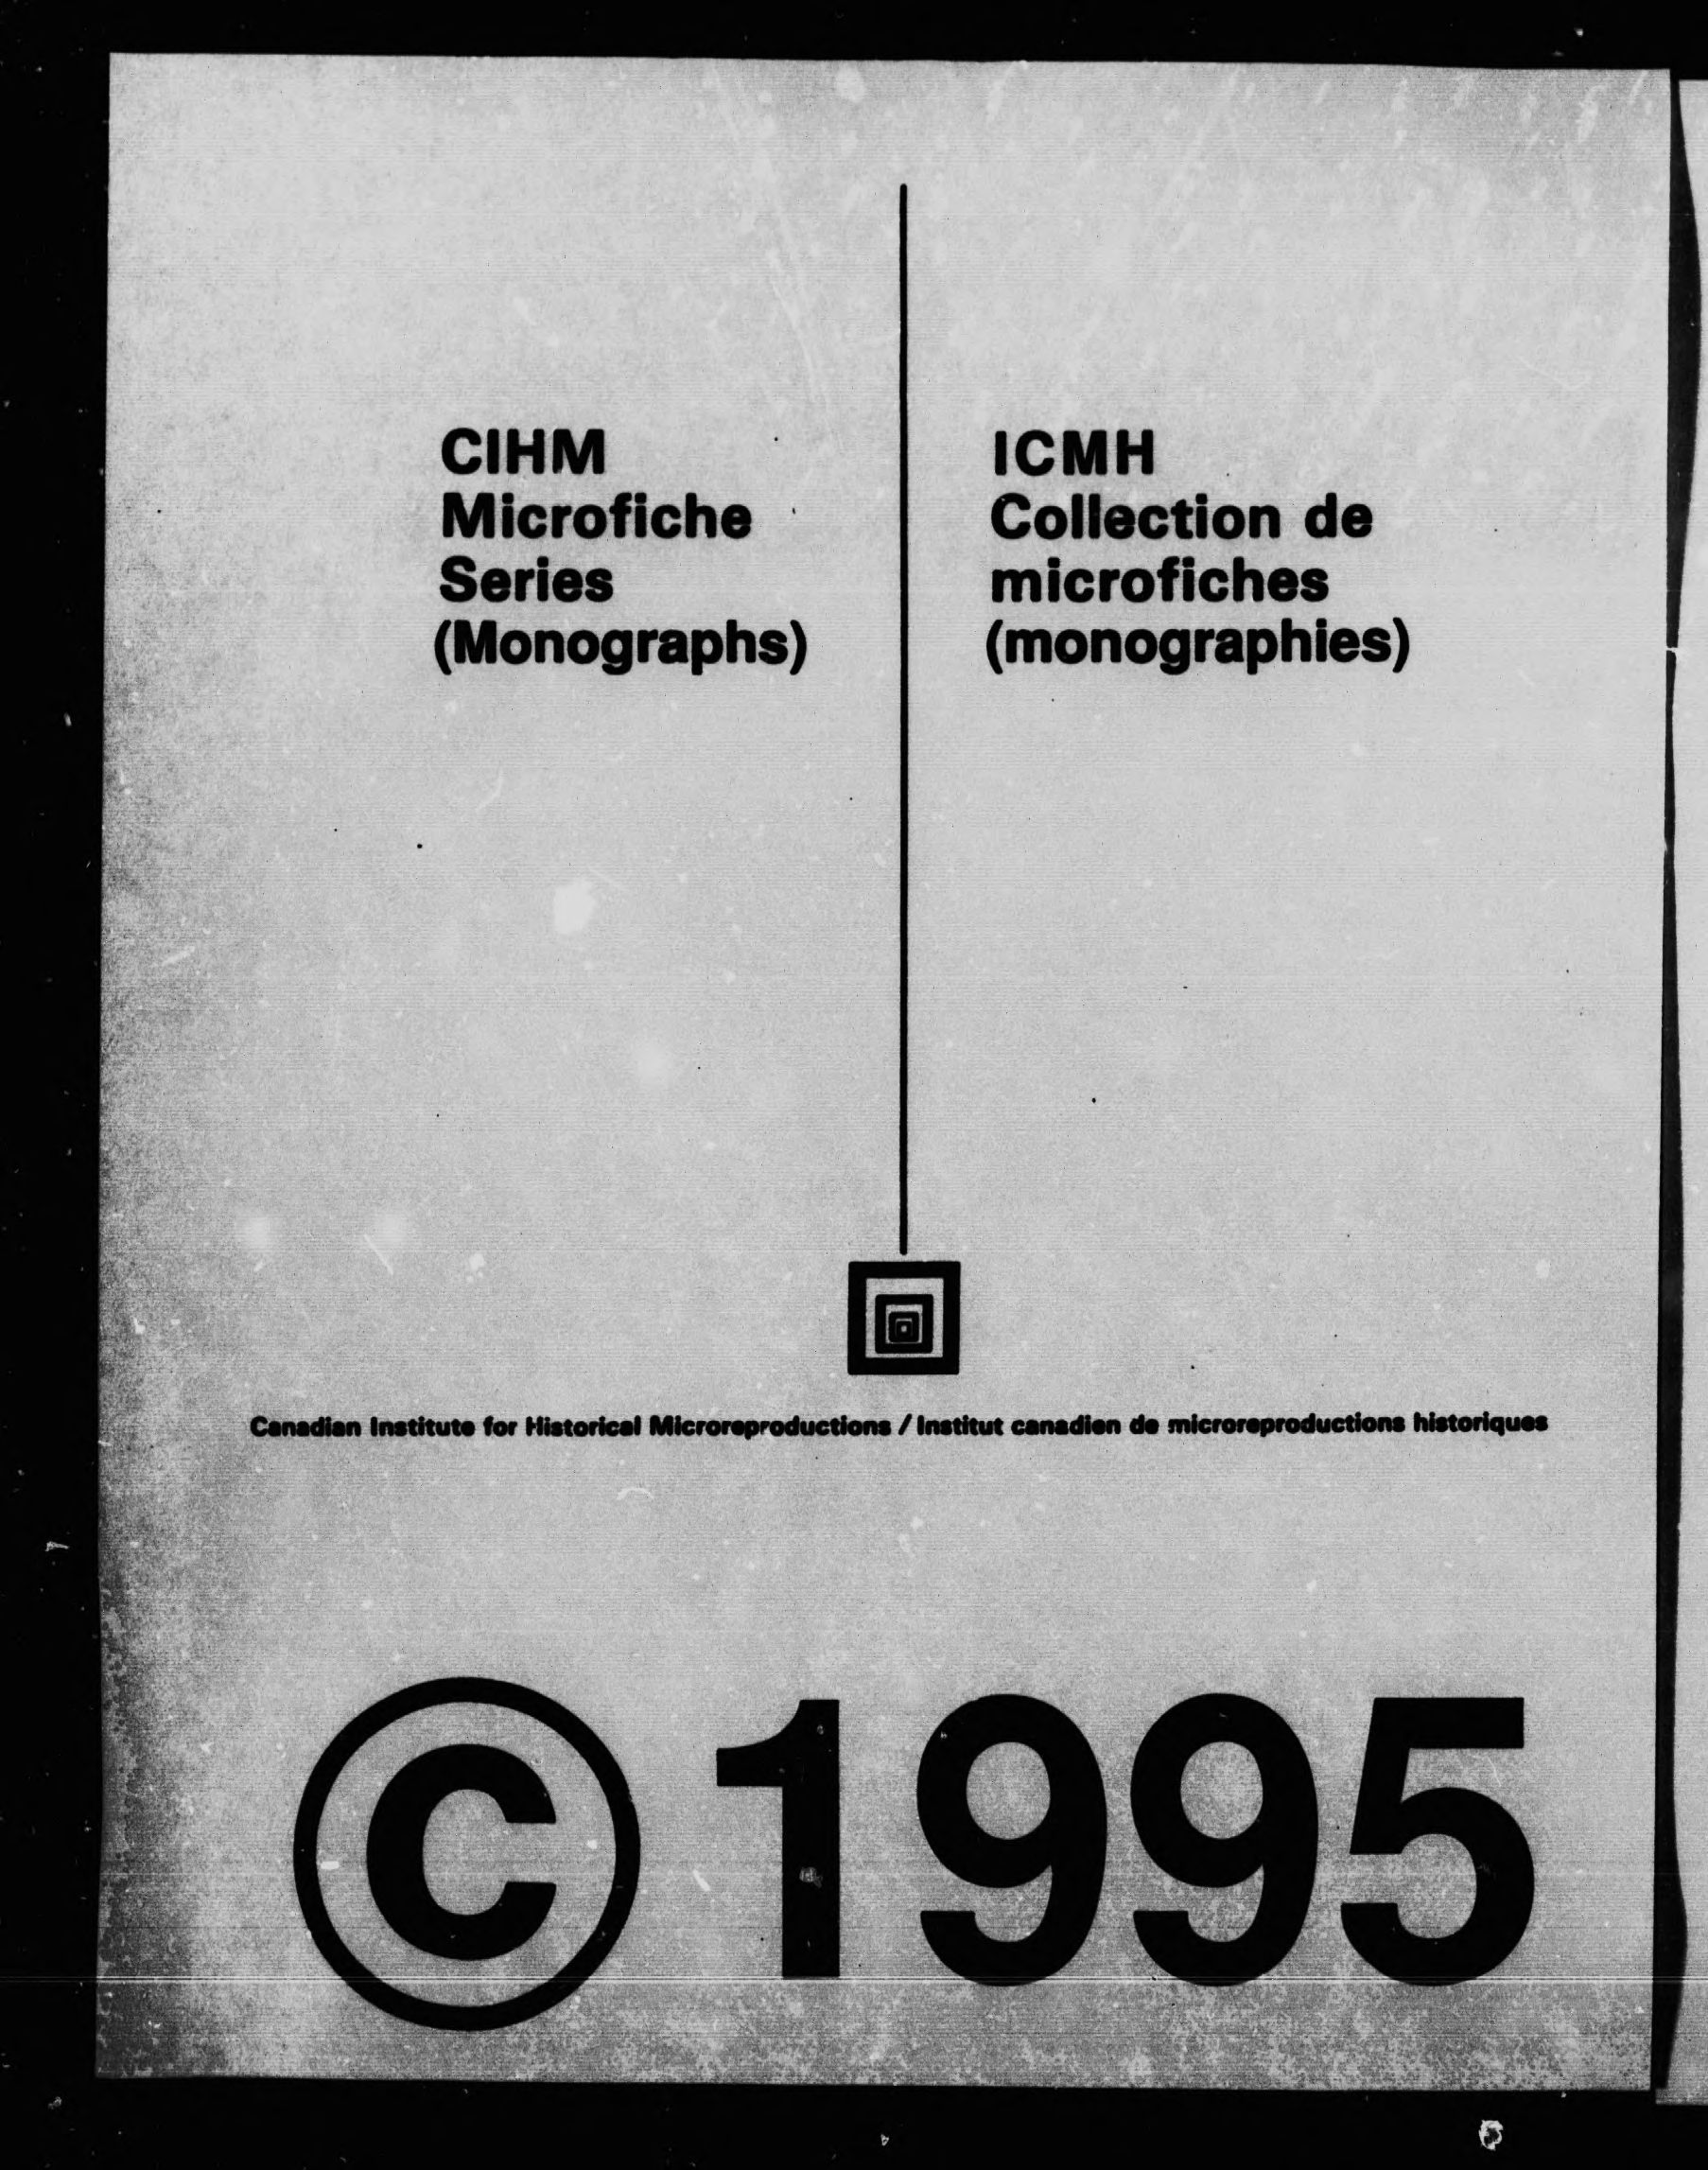 CIHM
Microfiche
Series
(Monographs)
ICMH
Collection de
microfiches
(monographies)
Canadian Institute for Historical Microreproductions / Institut canadien de microreproductions historiques
© 1995